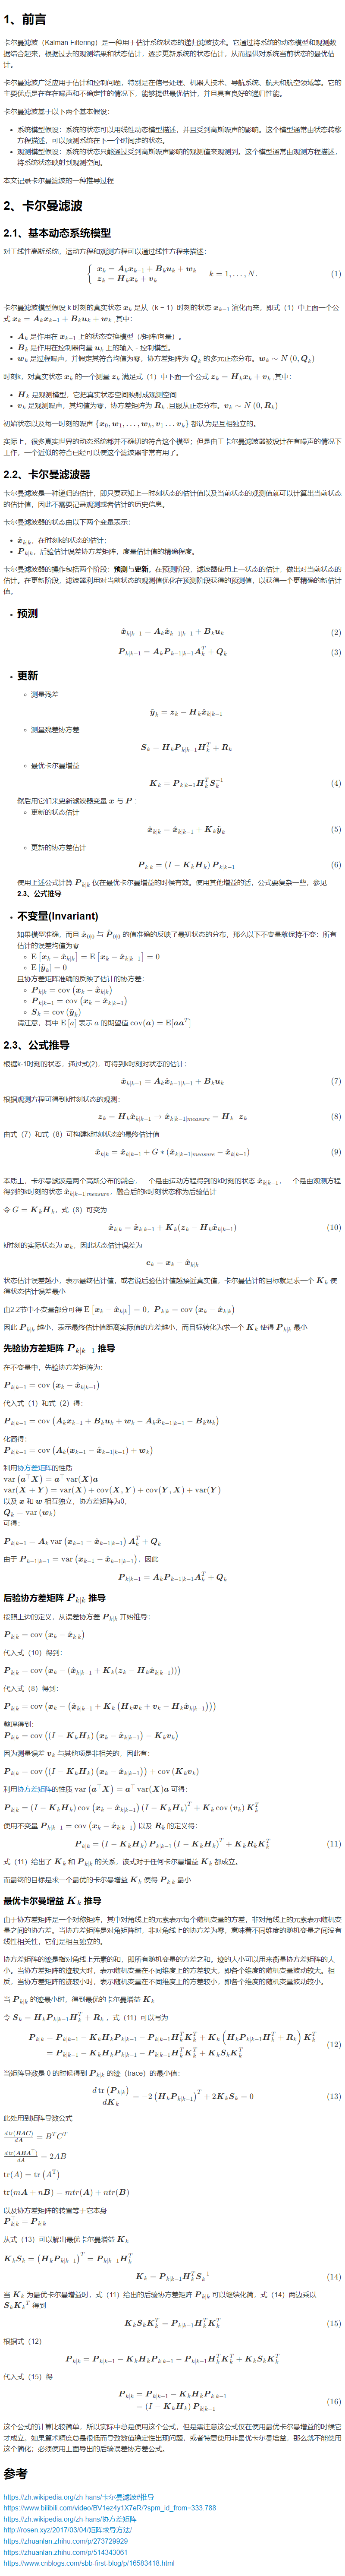 1、前言
卡尔曼滤波（Kalman Filtering）是一种用于估计系统状态的递归滤波技术。它通过将系统的动态模型和观测数据结合起来，根据过去的观测结果和状态估计，逐步更新系统的状态估计，从而提供对系统当前状态的最优估计。
卡尔曼滤波广泛应用于估计和控制问题，特别是在信号处理、机器人技术、导航系统、航天和航空领域等。它的主要优点是在存在噪声和不确定性的情况下，能够提供最优估计，并且具有良好的递归性能。
卡尔曼滤波基于以下两个基本假设：
• 系统模型假设：系统的状态可以用线性动态模型描述，并且受到高斯噪声的影响。这个模型通常由状态转移方程描述，可以预测系统在下一个时间步的状态。
• 观测模型假设：系统的状态只能通过受到高斯噪声影响的观测值来观测到。这个模型通常由观测方程描述，将系统状态映射到观测空间。
本文记录卡尔曼滤波的一种推导过程
2、卡尔曼滤波
2.1、基本动态系统模型
对于线性高斯系统，运动方程和观测方程可以通过线性方程来描述：
{ x_k = A_k x_{k−1} + B_k u_k + w_k
z_k = H_k x_k + v_k k = 1, . . . , N. (1)
卡尔曼滤波模型假设 k 时刻的真实状态 x_k 是从（k − 1）时刻的状态 x_{k−1} 演化而来，即式（1）中上面一个公式 x_k = A_k x_{k−1} + B_k u_k + w_k ,其中：
• A_k 是作用在 x_{k−1} 上的状态变换模型（/矩阵/向量）。
• B_k 是作用在控制器向量 u_k 上的输入－控制模型。
• w_k 是过程噪声，并假定其符合均值为零，协方差矩阵为 Q_k 的多元正态分布。w_k ∼ N (0, Q_k)
时刻k，对真实状态 x_k 的一个测量 z_k 满足式（1）中下面一个公式 z_k = H_k x_k + v_k ,其中：
• H_k 是观测模型，它把真实状态空间映射成观测空间
• v_k 是观测噪声，其均值为零，协方差矩阵为 R_k ,且服从正态分布。v_k ∼ N (0, R_k)
初始状态以及每一时刻的噪声 {x_0, w_1, . . . , w_k, v_1 . . . v_k} 都认为是互相独立的。
实际上，很多真实世界的动态系统都并不确切的符合这个模型；但是由于卡尔曼滤波器被设计在有噪声的情况下工作，一个近似的符合已经可以使这个滤波器非常有用了。
2.2、卡尔曼滤波器
卡尔曼滤波是一种递归的估计，即只要获知上一时刻状态的估计值以及当前状态的观测值就可以计算出当前状态的估计值，因此不需要记录观测或者估计的历史信息。
卡尔曼滤波器的状态由以下两个变量表示：
• x̂_{k|k}，在时刻k的状态的估计；
• P_{k|k}，后验估计误差协方差矩阵，度量估计值的精确程度。
卡尔曼滤波器的操作包括两个阶段：预测与更新。在预测阶段，滤波器使用上一状态的估计，做出对当前状态的估计。在更新阶段，滤波器利用对当前状态的观测值优化在预测阶段获得的预测值，以获得一个更精确的新估计值。
• 预测
x̂_{k|k−1} = A_k x̂_{k−1|k−1} + B_k u_k (2)
P_{k|k−1} = A_k P_{k−1|k−1} A_k^T + Q_k (3)
• 更新
◦ 测量残差
ỹ_k = z_k − H_k x̂_{k|k−1}
◦ 测量残差协方差
S_k = H_k P_{k|k−1} H_k^T + R_k
◦ 最优卡尔曼增益
K_k = P_{k|k−1} H_k^T S_k^{−1} (4)
然后用它们来更新滤波器变量 x 与 P ：
◦ 更新的状态估计
x̂_{k|k} = x̂_{k|k−1} + K_k ỹ_k (5)
◦ 更新的协方差估计
P_{k|k} = (I − K_k H_k) P_{k|k−1} (6)
使用上述公式计算 P_{k|k} 仅在最优卡尔曼增益的时候有效。使用其他增益的话，公式要复杂一些，参见 2.3、公式推导
• 不变量(Invariant)
如果模型准确，而且 x̂_{0|0} 与 P_{0|0} 的值准确的反映了最初状态的分布，那么以下不变量就保持不变：所有估计的误差均值为零
◦ E [x_k − x̂_{k|k}] = E [x_k − x̂_{k|k−1}] = 0
◦ E [ỹ_k] = 0
且协方差矩阵准确的反映了估计的协方差：
◦ P_{k|k} = cov (x_k − x̂_{k|k})
◦ P_{k|k−1} = cov (x_k − x̂_{k|k−1})
◦ S_k = cov (ỹ_k)
请注意，其中 E [a] 表示 a 的期望值 cov(a) = E[aa^T]
2.3、公式推导
根据k-1时刻的状态，通过式(2)，可得到k时刻对状态的估计：
x̂_{k|k−1} = A_k x̂_{k−1|k−1} + B_k u_k (7)
根据观测方程可得到k时刻状态的观测：
z_k = H_k x̂_{k|k−1} → x̂_{k|k−1|measure} = H_k^− z_k (8)
由式（7）和式（8）可构建k时刻状态的最终估计值
x̂_{k|k} = x̂_{k|k−1} + G ∗ (x̂_{k|k−1|measure} − x̂_{k|k−1}) (9)
本质上，卡尔曼滤波是两个高斯分布的融合，一个是由运动方程得到的k时刻的状态 x̂_{k|k−1}，一个是由观测方程得到的k时刻的状态 x̂_{k|k−1|measure}，融合后的k时刻状态称为后验估计
令 G = K_k H_k，式（8）可变为
x̂_{k|k} = x̂_{k|k−1} + K_k(z_k − H_k x̂_{k|k−1}) (10)
k时刻的实际状态为 x_k，因此状态估计误差为
e_k = x_k − x̂_{k|k}
状态估计误差越小，表示最终估计值，或者说后验估计值越接近真实值，卡尔曼估计的目标就是求一个 K_k 使得状态估计误差最小
由2.2节中不变量部分可得 E [x_k − x̂_{k|k}] = 0，P_{k|k} = cov (x_k − x̂_{k|k})
因此 P_{k|k} 越小，表示最终估计值距离实际值的方差越小，而目标转化为求一个 K_k 使得 P_{k|k} 最小
先验协方差矩阵 P_{k|k−1} 推导
在不变量中，先验协方差矩阵为：
P_{k|k−1} = cov (x_k − x̂_{k|k−1})
代入式（1）和式（2）得：
P_{k|k−1} = cov (A_k x_{k−1} + B_k u_k + w_k − A_k x̂_{k−1|k−1} − B_k u_k)
化简得：
P_{k|k−1} = cov (A_k(x_{k−1} − x̂_{k−1|k−1}) + w_k)
利用协方差矩阵的性质
var (a^⊤ X) = a^⊤ var(X)a
var(X + Y) = var(X) + cov(X, Y) + cov(Y, X) + var(Y)
以及 x 和 w 相互独立，协方差矩阵为0，
Q_k = var (w_k)
可得：
P_{k|k−1} = A_k var (x_{k−1} − x̂_{k−1|k−1}) A_k^T + Q_k
由于 P_{k−1|k−1} = var (x_{k−1} − x̂_{k−1|k−1})，因此
P_{k|k−1} = A_k P_{k−1|k−1} A_k^T + Q_k
后验协方差矩阵 P_{k|k} 推导
按照上边的定义，从误差协方差 P_{k|k} 开始推导：
P_{k|k} = cov (x_k − x̂_{k|k})
代入式（10）得到：
P_{k|k} = cov (x_k − (x̂_{k|k−1} + K_k(z_k − H_k x̂_{k|k−1})))
代入式（8）得到：
P_{k|k} = cov (x_k − (x̂_{k|k−1} + K_k (H_k x_k + v_k − H_k x̂_{k|k−1})))
整理得到：
P_{k|k} = cov ((I − K_k H_k) (x_k − x̂_{k|k−1}) − K_k v_k)
因为测量误差 v_k 与其他项是非相关的，因此有：
P_{k|k} = cov ((I − K_k H_k) (x_k − x̂_{k|k−1})) + cov (K_k v_k)
利用协方差矩阵的性质 var (a^⊤ X) = a^⊤ var(X)a 可得：
P_{k|k} = (I − K_k H_k) cov (x_k − x̂_{k|k−1}) (I − K_k H_k)^T + K_k cov (v_k) K_k^T
使用不变量 P_{k|k−1} = cov (x_k − x̂_{k|k−1}) 以及 R_k 的定义得：
P_{k|k} = (I − K_k H_k) P_{k|k−1} (I − K_k H_k)^T + K_k R_k K_k^T (11)
式（11）给出了 K_k 和 P_{k|k} 的关系，该式对于任何卡尔曼增益 K_k 都成立。
而最终的目标是求一个最优的卡尔曼增益 K_k 使得 P_{k|k} 最小
最优卡尔曼增益 K_k 推导
由于协方差矩阵是一个对称矩阵，其中对角线上的元素表示每个随机变量的方差，非对角线上的元素表示随机变量之间的协方差。当协方差矩阵是对角矩阵时，非对角线上的协方差为零，意味着不同维度的随机变量之间没有线性相关性，它们是相互独立的。
协方差矩阵的迹是指对角线上元素的和，即所有随机变量的方差之和。迹的大小可以用来衡量协方差矩阵的大小。当协方差矩阵的迹较大时，表示随机变量在不同维度上的方差较大，即各个维度的随机变量波动较大。相反，当协方差矩阵的迹较小时，表示随机变量在不同维度上的方差较小，即各个维度的随机变量波动较小。
当 P_{k|k} 的迹最小时，得到最优的卡尔曼增益 K_k
令 S_k = H_k P_{k|k−1} H_k^T + R_k ，式（11）可以写为
P_{k|k} = P_{k|k−1} − K_k H_k P_{k|k−1} − P_{k|k−1} H_k^T K_k^T + K_k (H_k P_{k|k−1} H_k^T + R_k) K_k^T
= P_{k|k−1} − K_k H_k P_{k|k−1} − P_{k|k−1} H_k^T K_k^T + K_k S_k K_k^T (12)
当矩阵导数是 0 的时候得到 P_{k|k} 的迹（trace）的最小值：
d tr (P_{k|k}) / dK_k = −2 (H_k P_{k|k−1})^T + 2K_k S_k = 0 (13)
此处用到矩阵导数公式
d tr(BAC) / dA = B^T C^T
d tr(ABA^⊤) / dA = 2AB
tr(A) = tr (A^T)
tr(mA + nB) = mtr(A) + ntr(B)
以及协方差矩阵的转置等于它本身
P_{k|k}^T = P_{k|k}
从式（13）可以解出最优卡尔曼增益 K_k
K_k S_k = (H_k P_{k|k−1})^T = P_{k|k−1} H_k^T
K_k = P_{k|k−1} H_k^T S_k^{−1} (14)
当 K_k 为最优卡尔曼增益时，式（11）给出的后验协方差矩阵 P_{k|k} 可以继续化简，式（14）两边乘以 S_k K_k^T 得到
K_k S_k K_k^T = P_{k|k−1} H_k^T K_k^T (15)
根据式（12）
P_{k|k} = P_{k|k−1} − K_k H_k P_{k|k−1} − P_{k|k−1} H_k^T K_k^T + K_k S_k K_k^T
代入式（15）得
P_{k|k} = P_{k|k−1} − K_k H_k P_{k|k−1}
= (I − K_k H_k) P_{k|k−1} (16)
这个公式的计算比较简单，所以实际中总是使用这个公式，但是需注意这公式仅在使用最优卡尔曼增益的时候它才成立。如果算术精度总是很低而导致数值稳定性出现问题，或者特意使用非最优卡尔曼增益，那么就不能使用这个简化；必须使用上面导出的后验误差协方差公式。
参考
https://zh.wikipedia.org/zh-hans/卡尔曼滤波#推导
https://www.bilibili.com/video/BV1ez4y1X7eR/?spm_id_from=333.788
https://zh.wikipedia.org/zh-hans/协方差矩阵
http://rosen.xyz/2017/03/04/矩阵求导方法/
https://zhuanlan.zhihu.com/p/273729929
https://zhuanlan.zhihu.com/p/514343061
https://www.cnblogs.com/sbb-first-blog/p/16583418.html